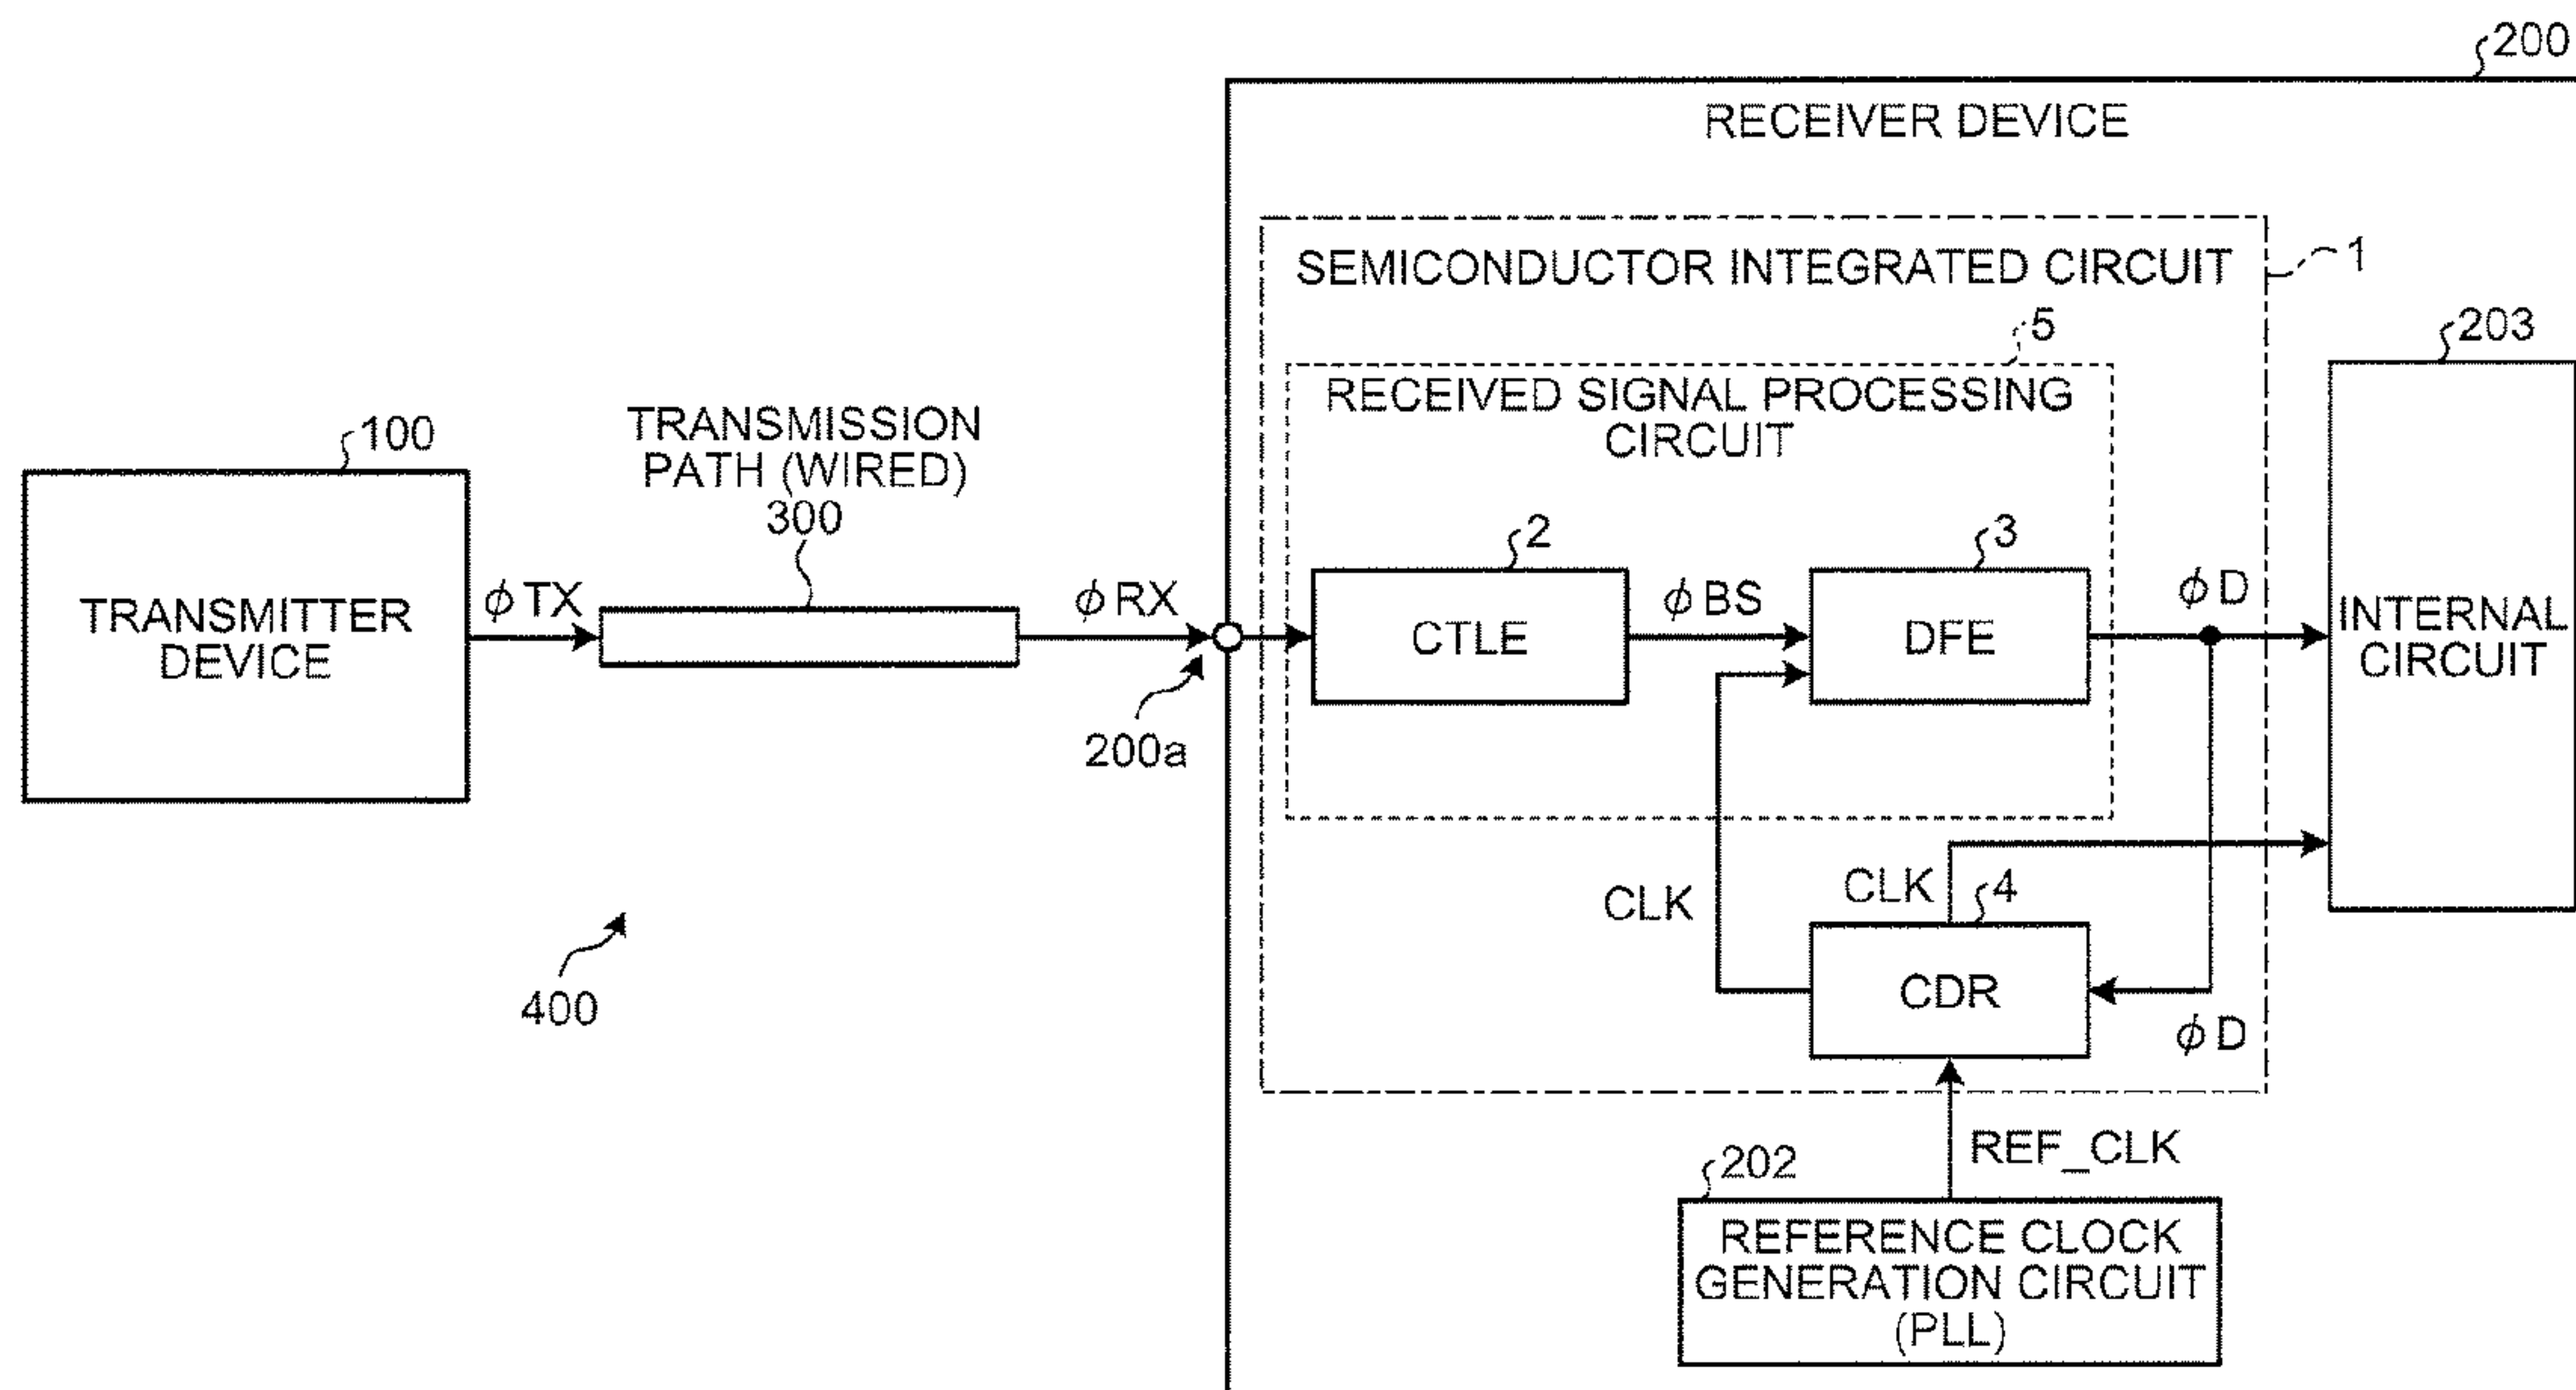 200
RECEIVER DEVICE
SEMICONDUCTOR INTEGRATED CIRCUIT
1
5
203
RECEIVED SIGNAL PROCESSING
CIRCUIT
100
TRANSMISSION
PATH (WIRED)
300
2
3
TRANSMITTER
DEVICE
ϕTX
ϕRX
CTLE
ϕBS
DFE
ϕD
INTERNAL
CIRCUIT
200a
CLK
CLK
4
400
CDR
ϕD
REF_CLK
202
REFERENCE CLOCK
GENERATION CIRCUIT
(PLL)